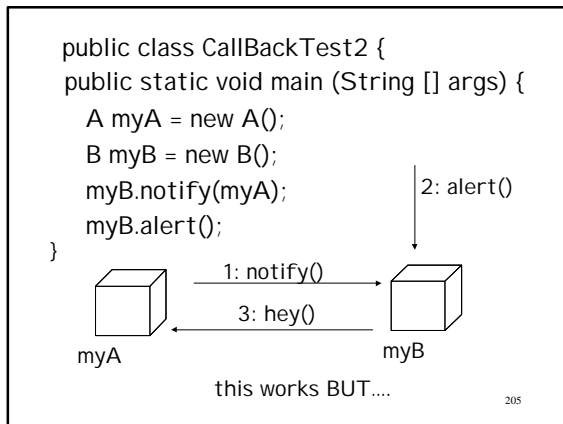 public class CallBackTest2 {
public static void main (String [] args) {
A myA = new A();
B myB = new B();
myB.notify(myA);
myB.alert();
}
2: alert()
1: notify()
3: hey()
myA
myB
this works BUT....
205